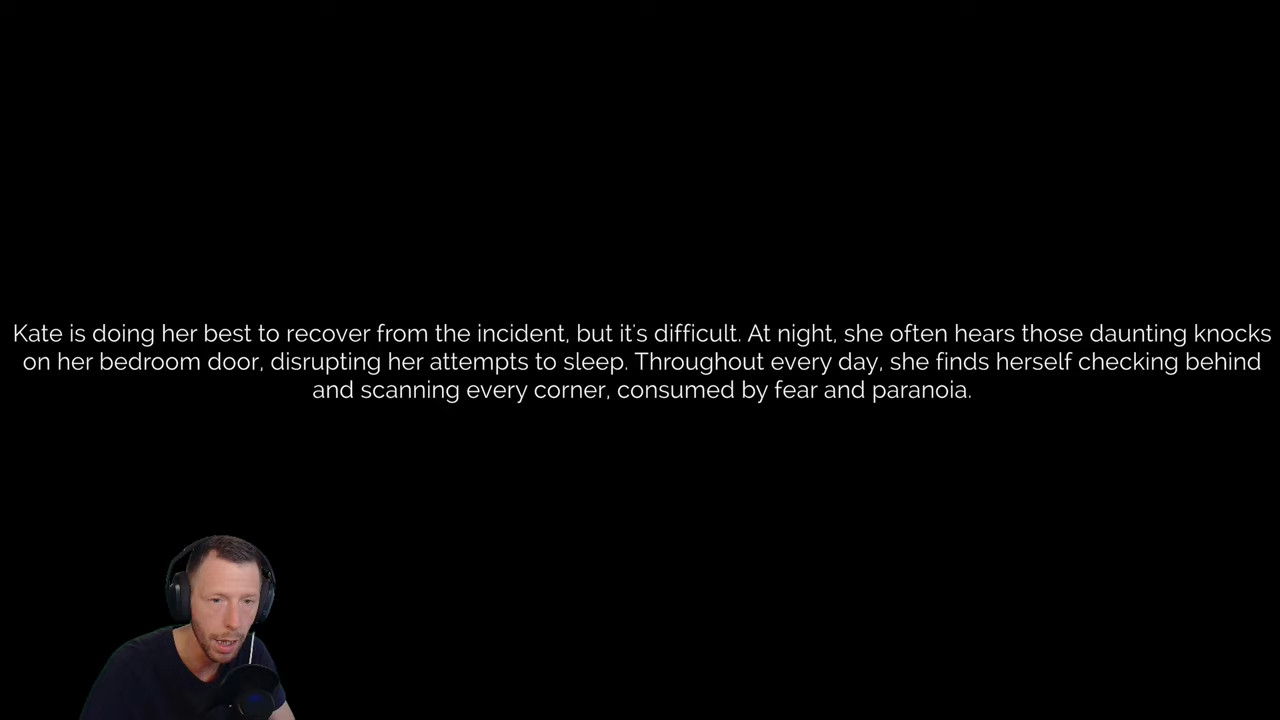 Kate is doing her best to recover from the incident, but it's difficult. At night, she often hears those daunting knocks
on her bedroom door, disrupting her attempts to sleep. Throughout every day, she finds herself checking behind
and scanning every corner, consumed by fear and paranoia.